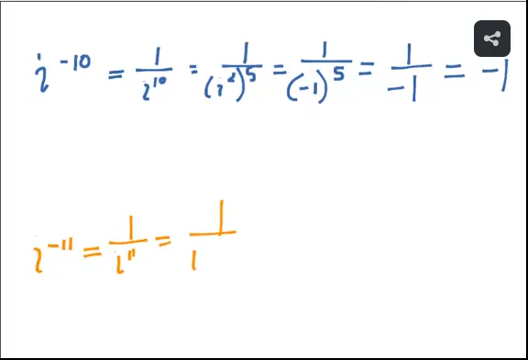 i^-10 = 1/i^10 = 1/(i^2)^5 = 1/(-1)^5 = 1/-1 = -1
i^-11 = 1/i^11 = 1/i